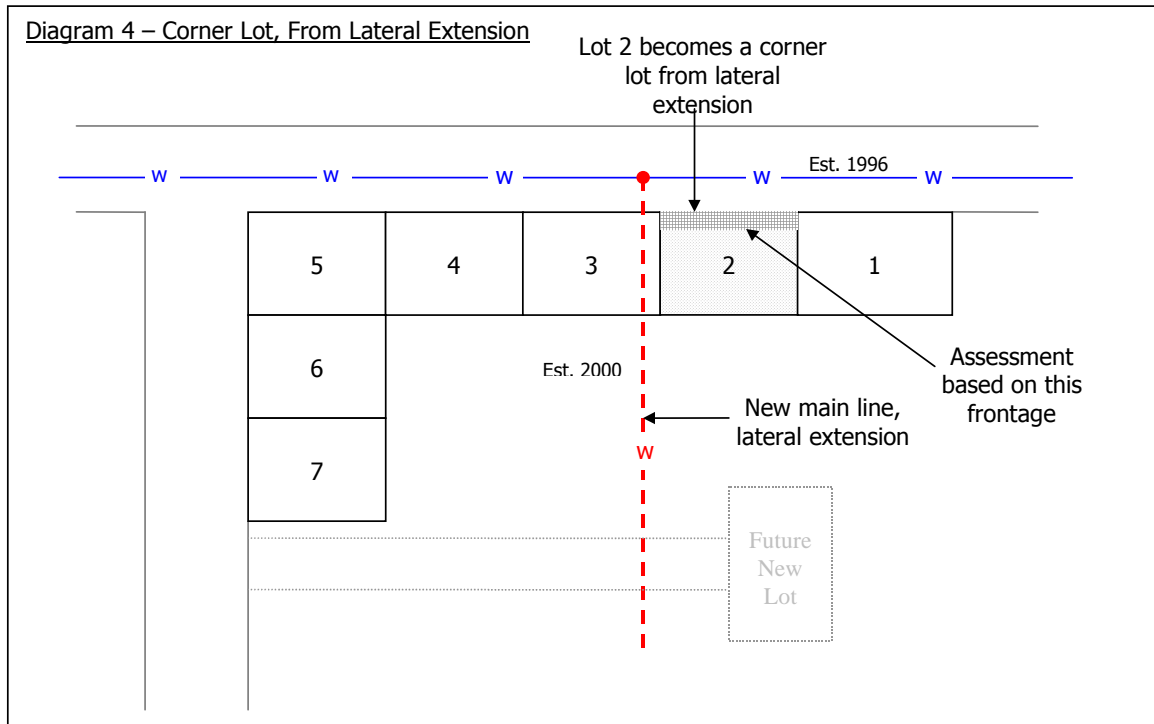 Diagram 4 – Corner Lot, From Lateral Extension
Lot 2 becomes a corner
lot from lateral
extension
Est. 1996
w w w w w
5 4 3 2 1
6
Est. 2000
Assessment
based on this
frontage
New main line,
lateral extension
w
7
Future
New
Lot